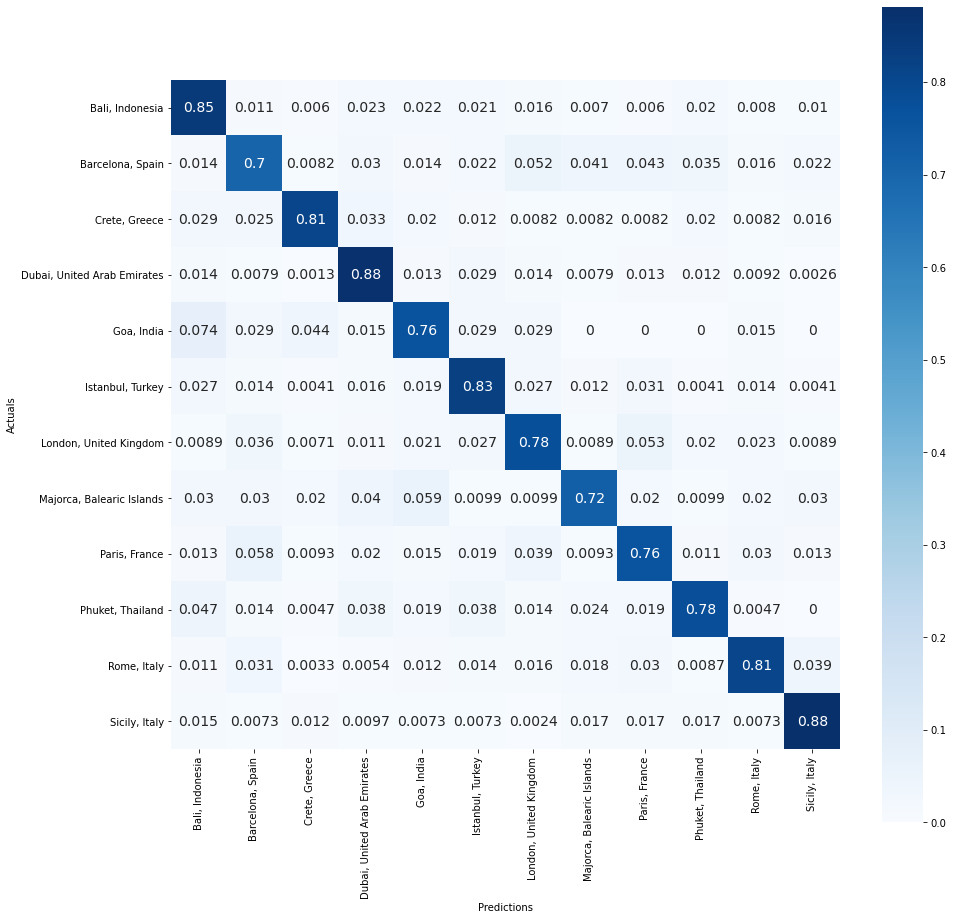 Bali, Indonesia 0.85 0.011 0.006 0.023 0.022 0.021 0.016 0.007 0.006 0.02 0.008 0.01
Barcelona, Spain 0.014 0.7 0.0082 0.03 0.014 0.022 0.052 0.041 0.043 0.035 0.016 0.022
Crete, Greece 0.029 0.025 0.81 0.033 0.02 0.012 0.0082 0.0082 0.0082 0.02 0.0082 0.016
Dubai, United Arab Emirates 0.014 0.0079 0.0013 0.88 0.013 0.029 0.014 0.0079 0.013 0.012 0.0092 0.0026
Goa, India 0.074 0.029 0.044 0.015 0.76 0.029 0.029 0 0 0 0.015 0
Istanbul, Turkey 0.027 0.014 0.0041 0.016 0.019 0.83 0.027 0.012 0.031 0.0041 0.014 0.0041
London, United Kingdom 0.0089 0.036 0.0071 0.011 0.021 0.027 0.78 0.0089 0.053 0.02 0.023 0.0089
Majorca, Balearic Islands 0.03 0.03 0.02 0.04 0.059 0.0099 0.0099 0.72 0.02 0.0099 0.02 0.03
Paris, France 0.013 0.058 0.0093 0.02 0.015 0.019 0.039 0.0093 0.76 0.011 0.03 0.013
Phuket, Thailand 0.047 0.014 0.0047 0.038 0.019 0.038 0.014 0.024 0.019 0.78 0.0047 0
Rome, Italy 0.011 0.031 0.0033 0.0054 0.012 0.014 0.016 0.018 0.03 0.0087 0.81 0.039
Sicily, Italy 0.015 0.0073 0.012 0.0097 0.0073 0.0073 0.0024 0.017 0.017 0.017 0.0073 0.88
Actuals
Bali, Indonesia
Barcelona, Spain
Crete, Greece
Dubai, United Arab Emirates
Goa, India
Istanbul, Turkey
London, United Kingdom
Majorca, Balearic Islands
Paris, France
Phuket, Thailand
Rome, Italy
Sicily, Italy
Predictions
0.8
0.7
0.6
0.5
0.4
0.3
0.2
0.1
0.0